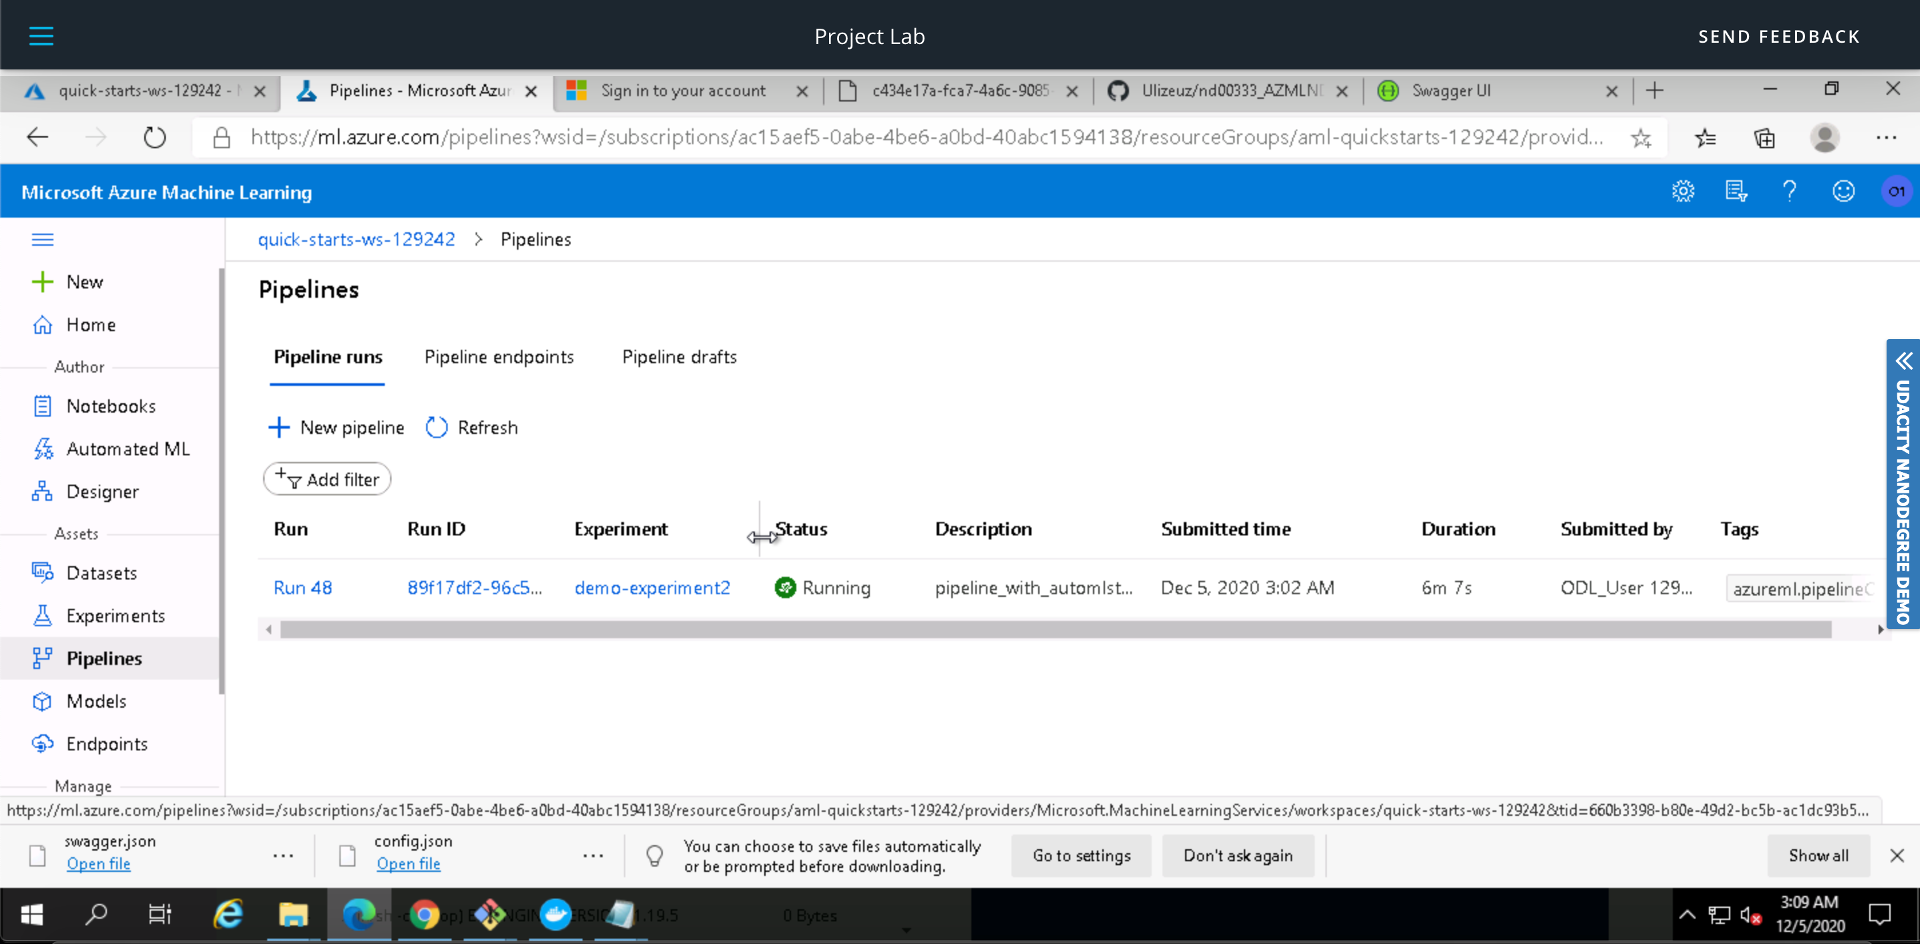 Project Lab
SEND FEEDBACK
quick-starts-ws-129242 -
Pipelines - Microsoft Azur
Sign in to your account
c434e17a-fca7-4a6c-9085-
Ulizeuz/nd00333_AZMLND
Swagger UI
https://ml.azure.com/pipelines?wsid=/subscriptions/ac15aef5-0abe-4be6-a0bd-40abc1594138/resourceGroups/aml-quickstarts-129242/provid...
Microsoft Azure Machine Learning
O1
quick-starts-ws-129242 > Pipelines
New
Home
Author
Notebooks
Automated ML
Designer
Assets
Datasets
Experiments
Pipelines
Models
Endpoints
Manage
Pipelines
Pipeline runs
Pipeline endpoints
Pipeline drafts
New pipeline
Refresh
Add filter
Run
Run ID
Experiment
Status
Description
Submitted time
Duration
Submitted by
Tags
Run 48
89f17df2-96c5...
demo-experiment2
Running
pipeline_with_automlst...
Dec 5, 2020 3:02 AM
6m 7s
ODL_User 129...
azureml.pipelineC
UDACITY NANODEGREE DEMO
https://ml.azure.com/pipelines?wsid=/subscriptions/ac15aef5-0abe-4be6-a0bd-40abc1594138/resourceGroups/aml-quickstarts-129242/providers/Microsoft.MachineLearningServices/workspaces/quick-starts-ws-129242&tid=660b3398-b80e-49d2-bc5b-ac1dc93b5...
swagger.json
Open file
config.json
Open file
You can choose to save files automatically
or be prompted before downloading.
Go to settings
Don't ask again
Show all
0 Bytes
3:09 AM
12/5/2020